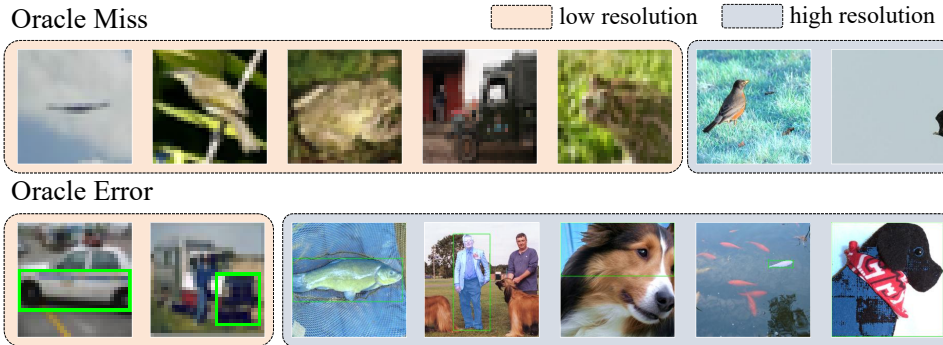 Oracle Miss
low resolution
high resolution
Oracle Error